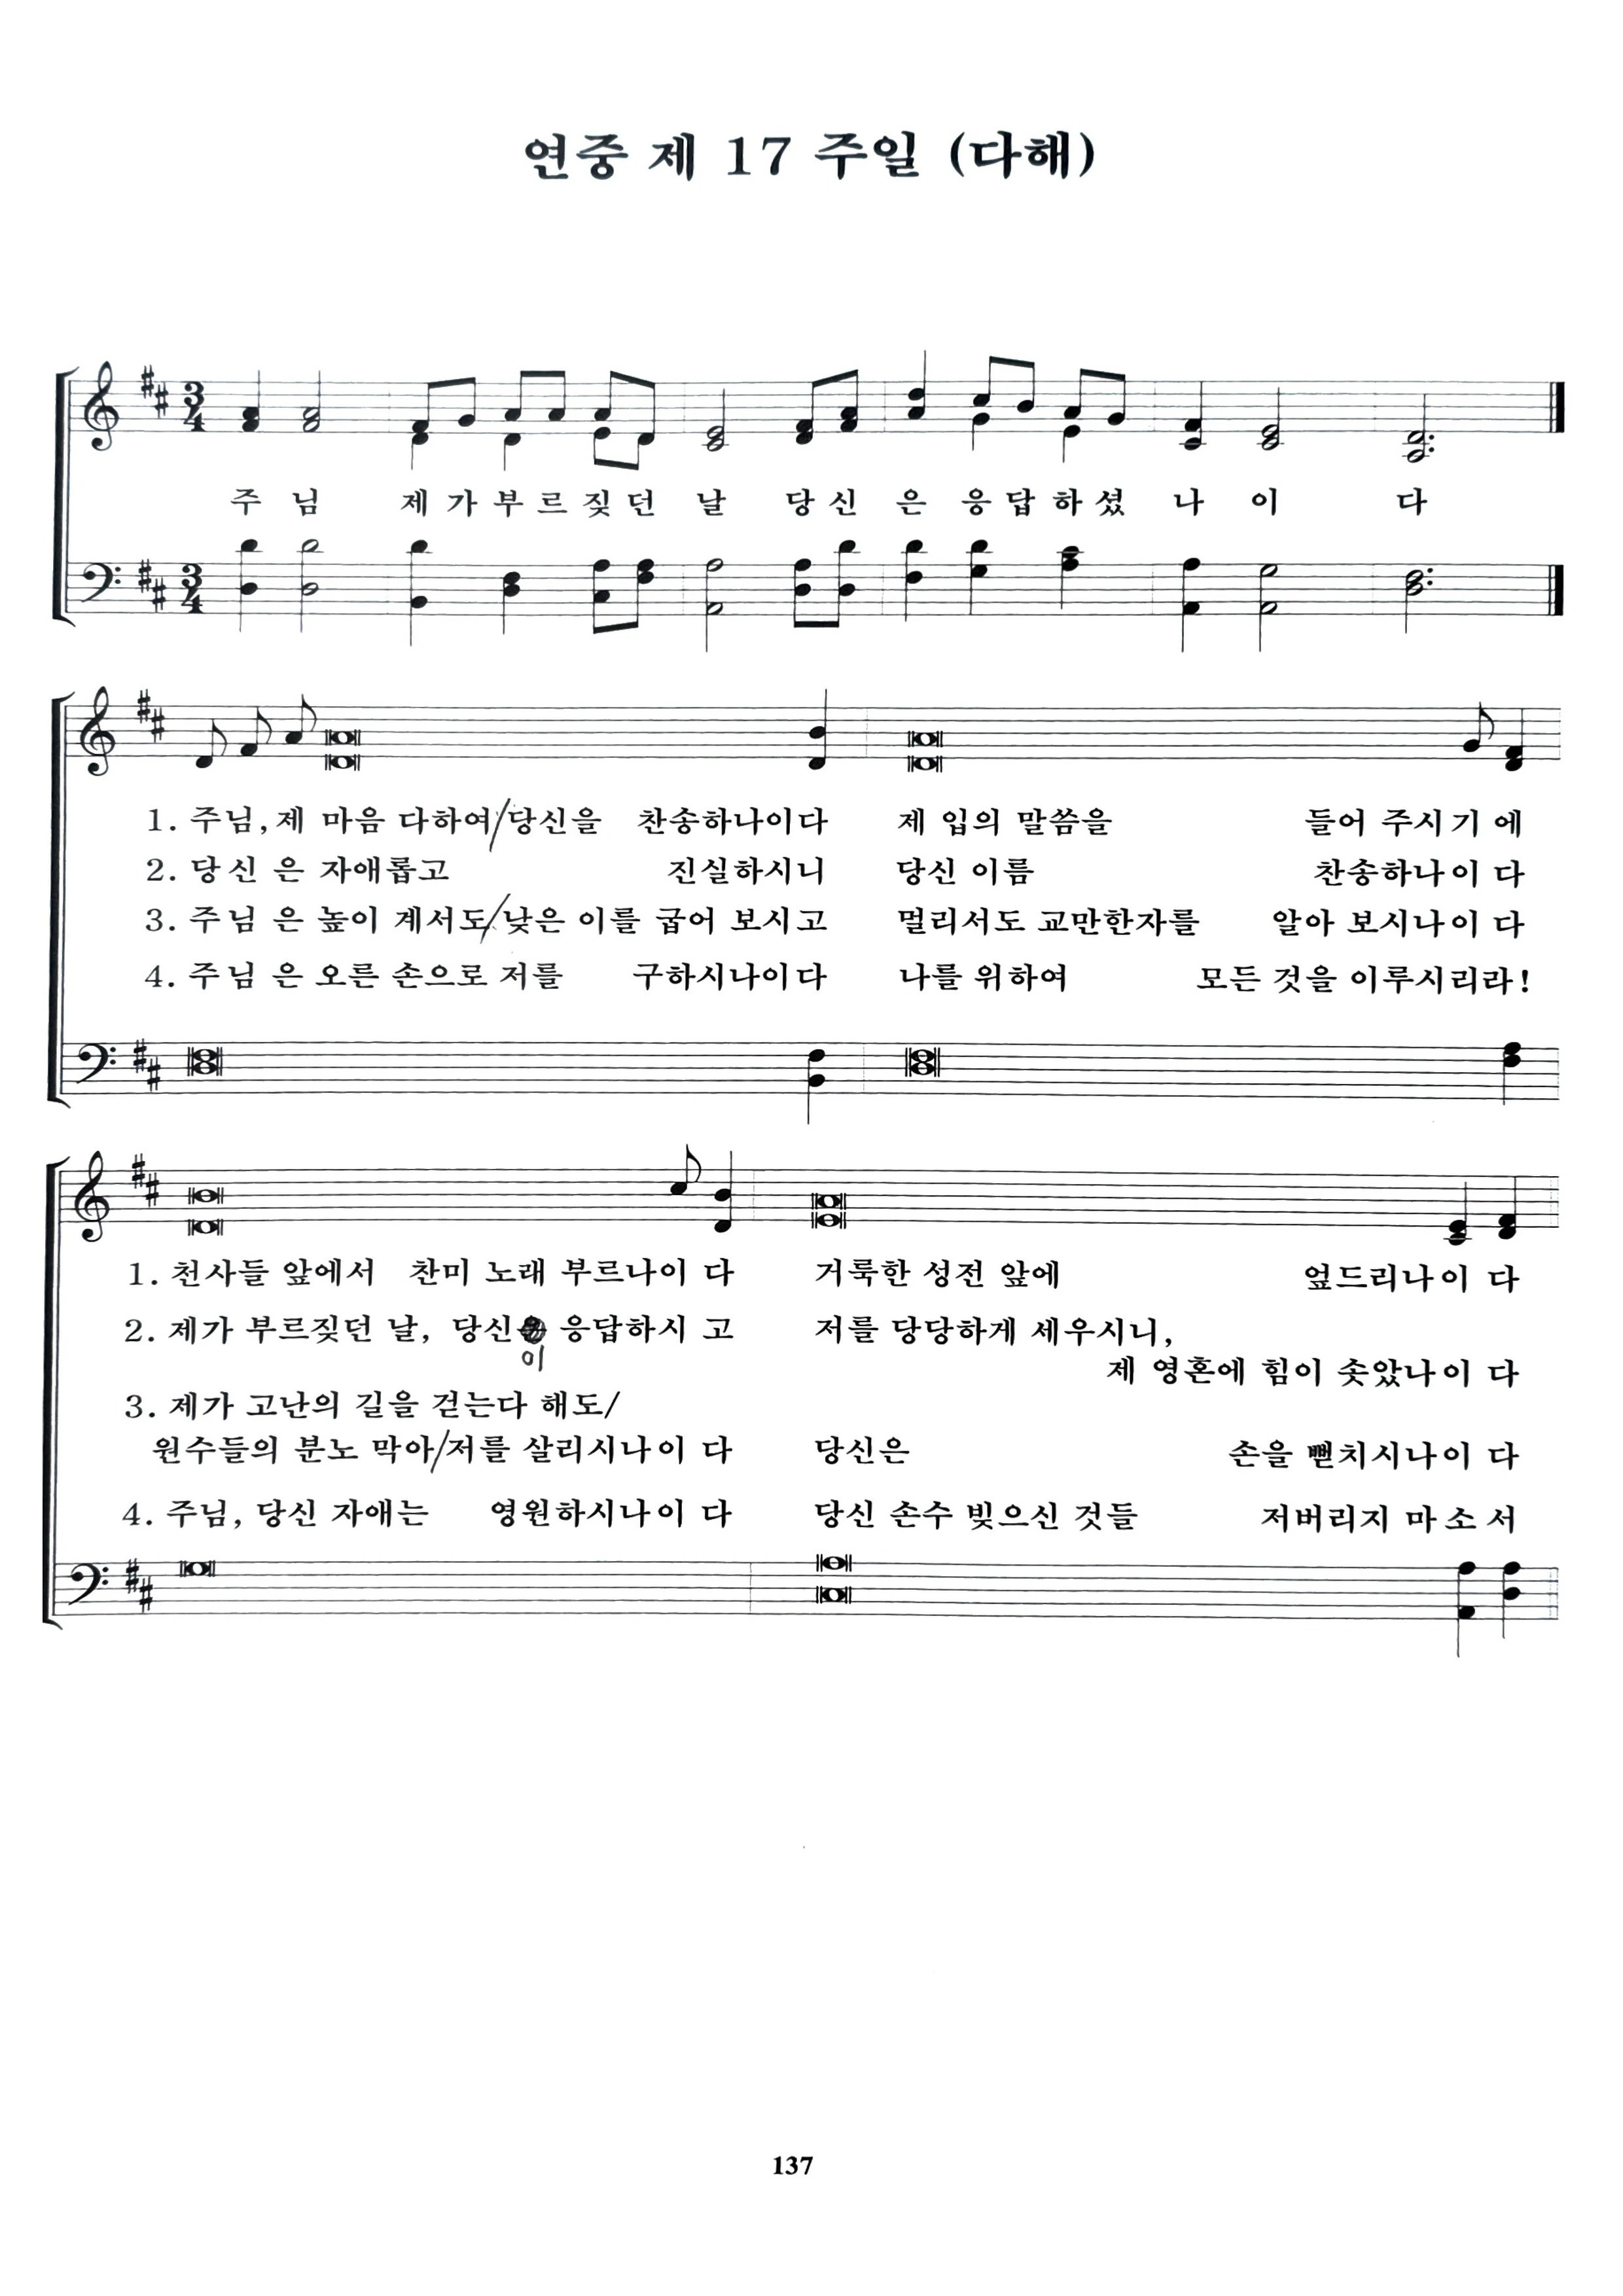 연중 제 17 주일 (다해)
주 님 제 가 부 르 짖 던 날 당 신 은 응 답 하 셨 나 이 다
1. 주님, 제 마음 다하여/당신을 찬송하나이다 제 입의 말씀을 들어 주시기에
2. 당신은 자애롭고 진실하시니 당신 이름 찬송하나이다
3. 주님은 높이 계셔도/낮은 이를 굽어 보시고 멀리서도 교만한자를 알아 보시나이다
4. 주님은 오른 손으로 저를 구하시나이다 나를 위하여 모든 것을 이루시리라!
1. 천사들 앞에서 찬미 노래 부르나이다 거룩한 성전 앞에 엎드리나이다
2. 제가 부르짖던 날, 당신이 응답하시고 저를 당당하게 세우시니,
제 영혼에 힘이 솟았나이다
3. 제가 고난의 길을 걷는다 해도/
원수들의 분노 막아/저를 살리시나이다 당신은 손을 뻗치시나이다
4. 주님, 당신 자애는 영원하시나이다 당신 손수 빚으신 것들 저버리지 마소서
137